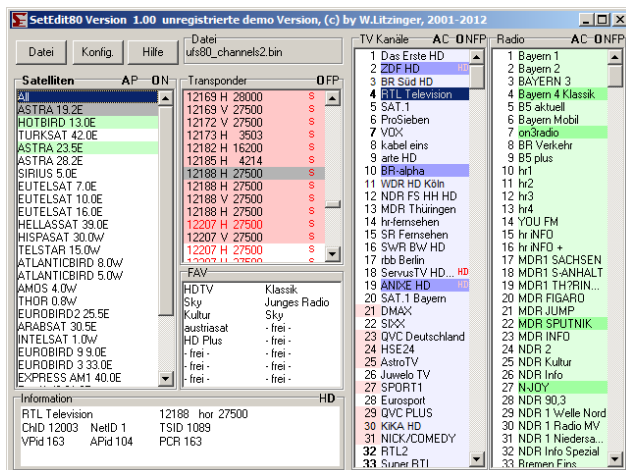 SetEdit80 Version 1.00 unregistrierte demo Version, (c) by W.Litzinger, 2001-2012
Datei
Konfig.
Hilfe
Datei
ufs80_channels2.bin
Satelliten AP ON
All
ASTRA 19.2E
HOTBIRD 13.0E
TURKSAT 42.0E
ASTRA 23.5E
ASTRA 28.2E
SIRIUS 5.0E
EUTELSAT 7.0E
EUTELSAT 10.0E
EUTELSAT 16.0E
HELLASSAT 39.0E
HISPASAT 30.0W
TELSTAR 15.0W
ATLANTICBIRD 8.0W
ATLANTICBIRD 5.0W
AMOS 4.0W
THOR 0.8W
EUROBIRD2 25.5E
ARABSAT 30.5E
INTELSAT 1.0W
EUROBIRD 9 9.0E
EUROBIRD 3 33.0E
EXPRESS AM1 40.0E
Transponder OFP
12169 H 28000 S
12169 V 27500 S
12172 V 27500 S
12173 H 3503 S
12182 H 16200 S
12185 H 4214 S
12188 H 27500 S
12188 H 27500 S
12188 V 27500 S
12188 H 27500 S
12207 H 27500 S
12207 V 27500 S
12207 H 27500 S
FAV
HDTV Klassik
Sky Junges Radio
Kultur Sky
austriasat - frei -
HD Plus - frei -
- frei - - frei -
- frei - - frei -
- frei - - frei -
TV Kanäle AC ONFP
1 Das Erste HD
2 ZDF HD HD
3 BR Süd HD
4 RTL Television
5 SAT.1
6 ProSieben
7 VOX
8 kabel eins
9 arte HD
10 BR-alpha
11 WDR HD Köln
12 NDR FS HH HD
13 MDR Thüringen
14 hr-fernsehen
15 SR Fernsehen
16 SWR BW HD
17 rbb Berlin
18 ServusTV HD... HD
19 ANIXE HD HD
20 SAT.1 Bayern
21 DMAX
22 SIXX
23 QVC Deutschland
24 HSE24
25 AstroTV
26 Juwelo TV
27 SPORT1
28 Eurosport
29 QVC PLUS
30 KiKA HD
31 NICK/COMEDY
32 RTL2
33 Super RTL
Radio AC ONFP
1 Bayern 1
2 Bayern 2
3 BAYERN 3
4 Bayern 4 Klassik
5 B5 aktuell
6 Bayern Mobil
7 on3radio
8 BR Verkehr
9 B5 plus
10 hr1
11 hr2
12 hr3
13 hr4
14 YOU FM
15 hr iNFO
16 hr iNFO +
17 MDR1 SACHSEN
18 MDR1 S-ANHALT
19 MDR1 TH?RIN...
20 MDR FIGARO
21 MDR JUMP
22 MDR SPUTNIK
23 MDR INFO
24 NDR 2
25 NDR Kultur
26 NDR Info
27 N-JOY
28 NDR 90,3
29 NDR 1 Welle Nord
30 NDR 1 Radio MV
31 NDR 1 Niedersa...
32 NDR Info Spezial
33 Bremen Eins
Information HD-
RTL Television 12188 hor 27500
ChID 12003 NetID 1 TSID 1089
VPid 163 APid 104 PCR 163